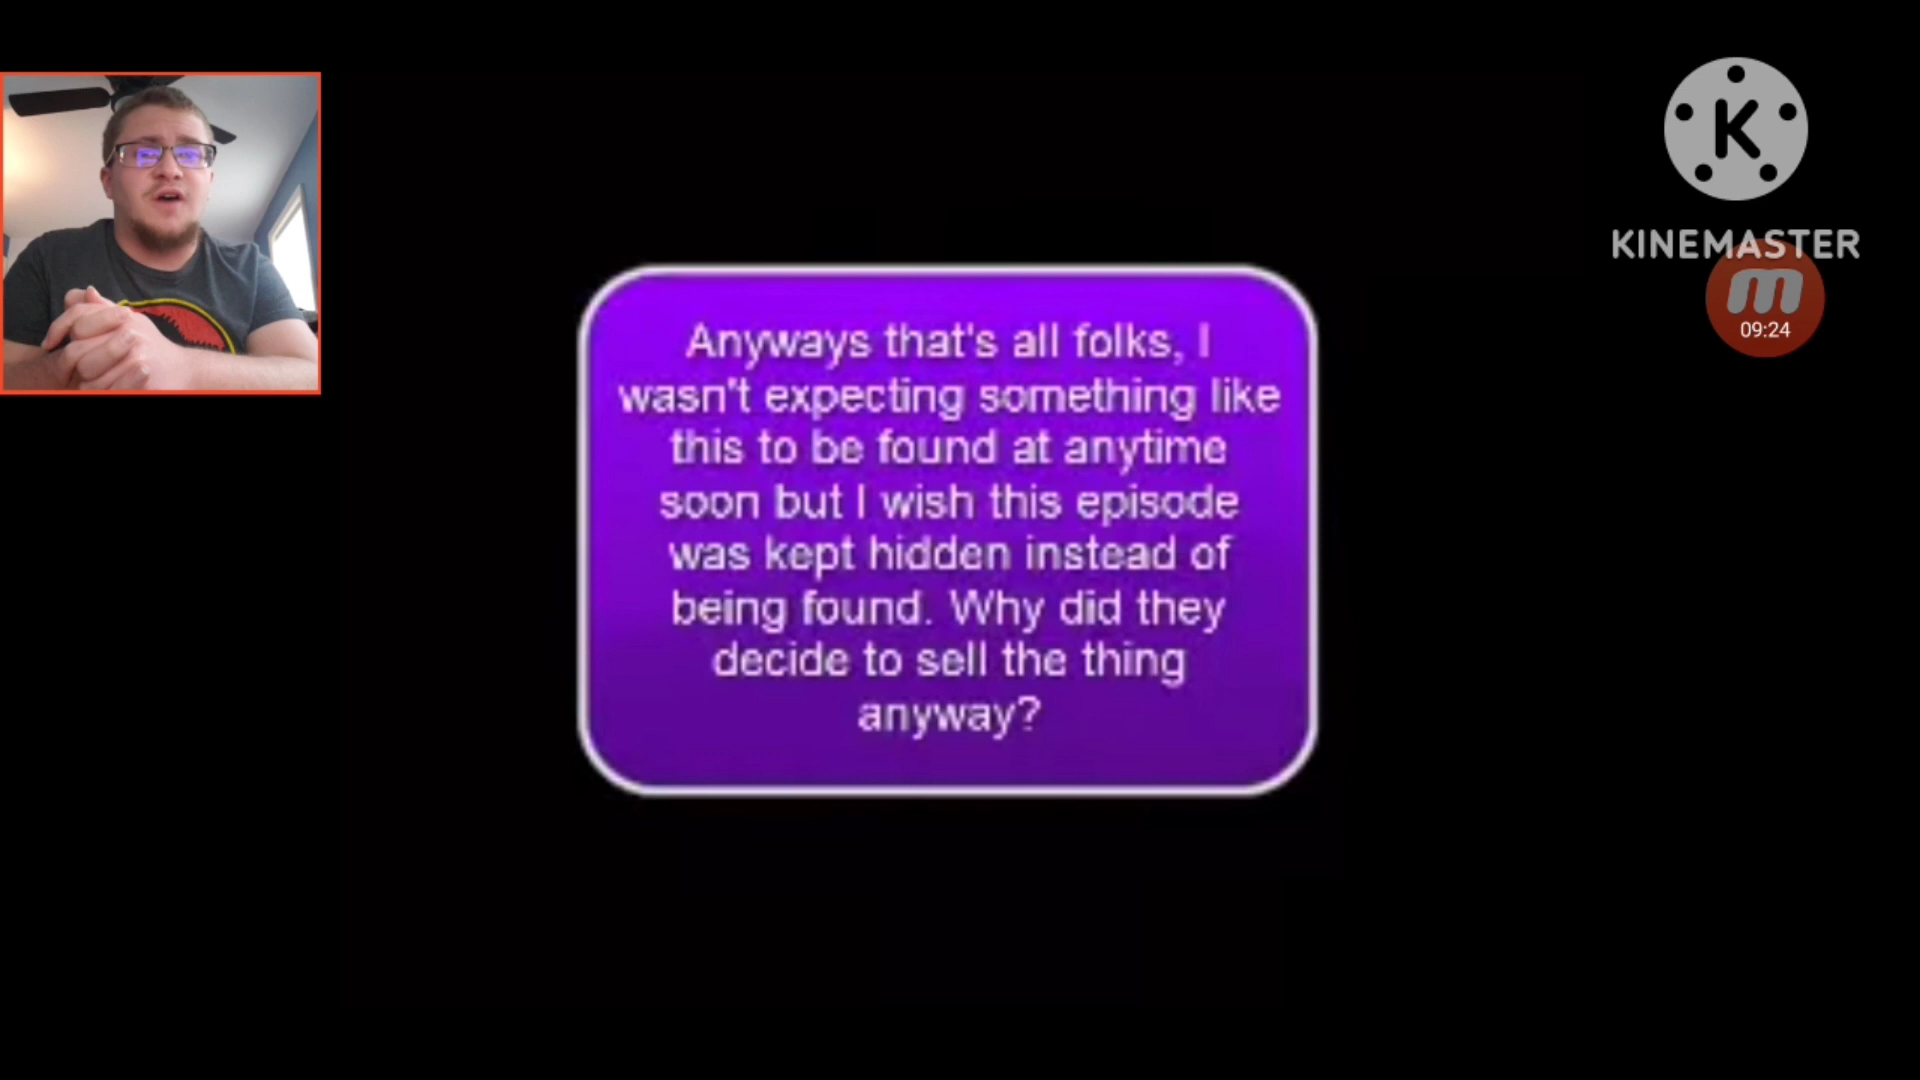 K
KINEMASTER
m
09:24
Anyways that's all folks, I
wasn't expecting something like
this to be found at anytime
soon but I wish this episode
was kept hidden instead of
being found. Why did they
decide to sell the thing
anyway?